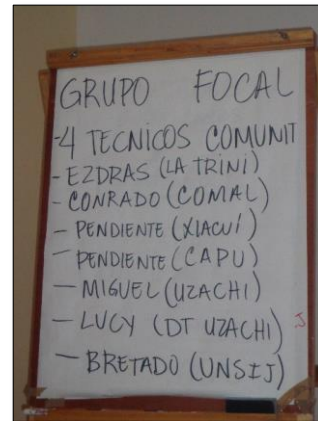 GRUPO FOCAL
-4 TECNICOS COMUNIT
- EZDRAS (LA TRINI)
- CONRADO (COMAL)
- PENDIENTE (XIACUÍ)
PENDIENTE (CAPU)
- MIGUEL (UZACHI)
- LUCY (DT UZACHI) J
- BRETADO (UNSIJ)